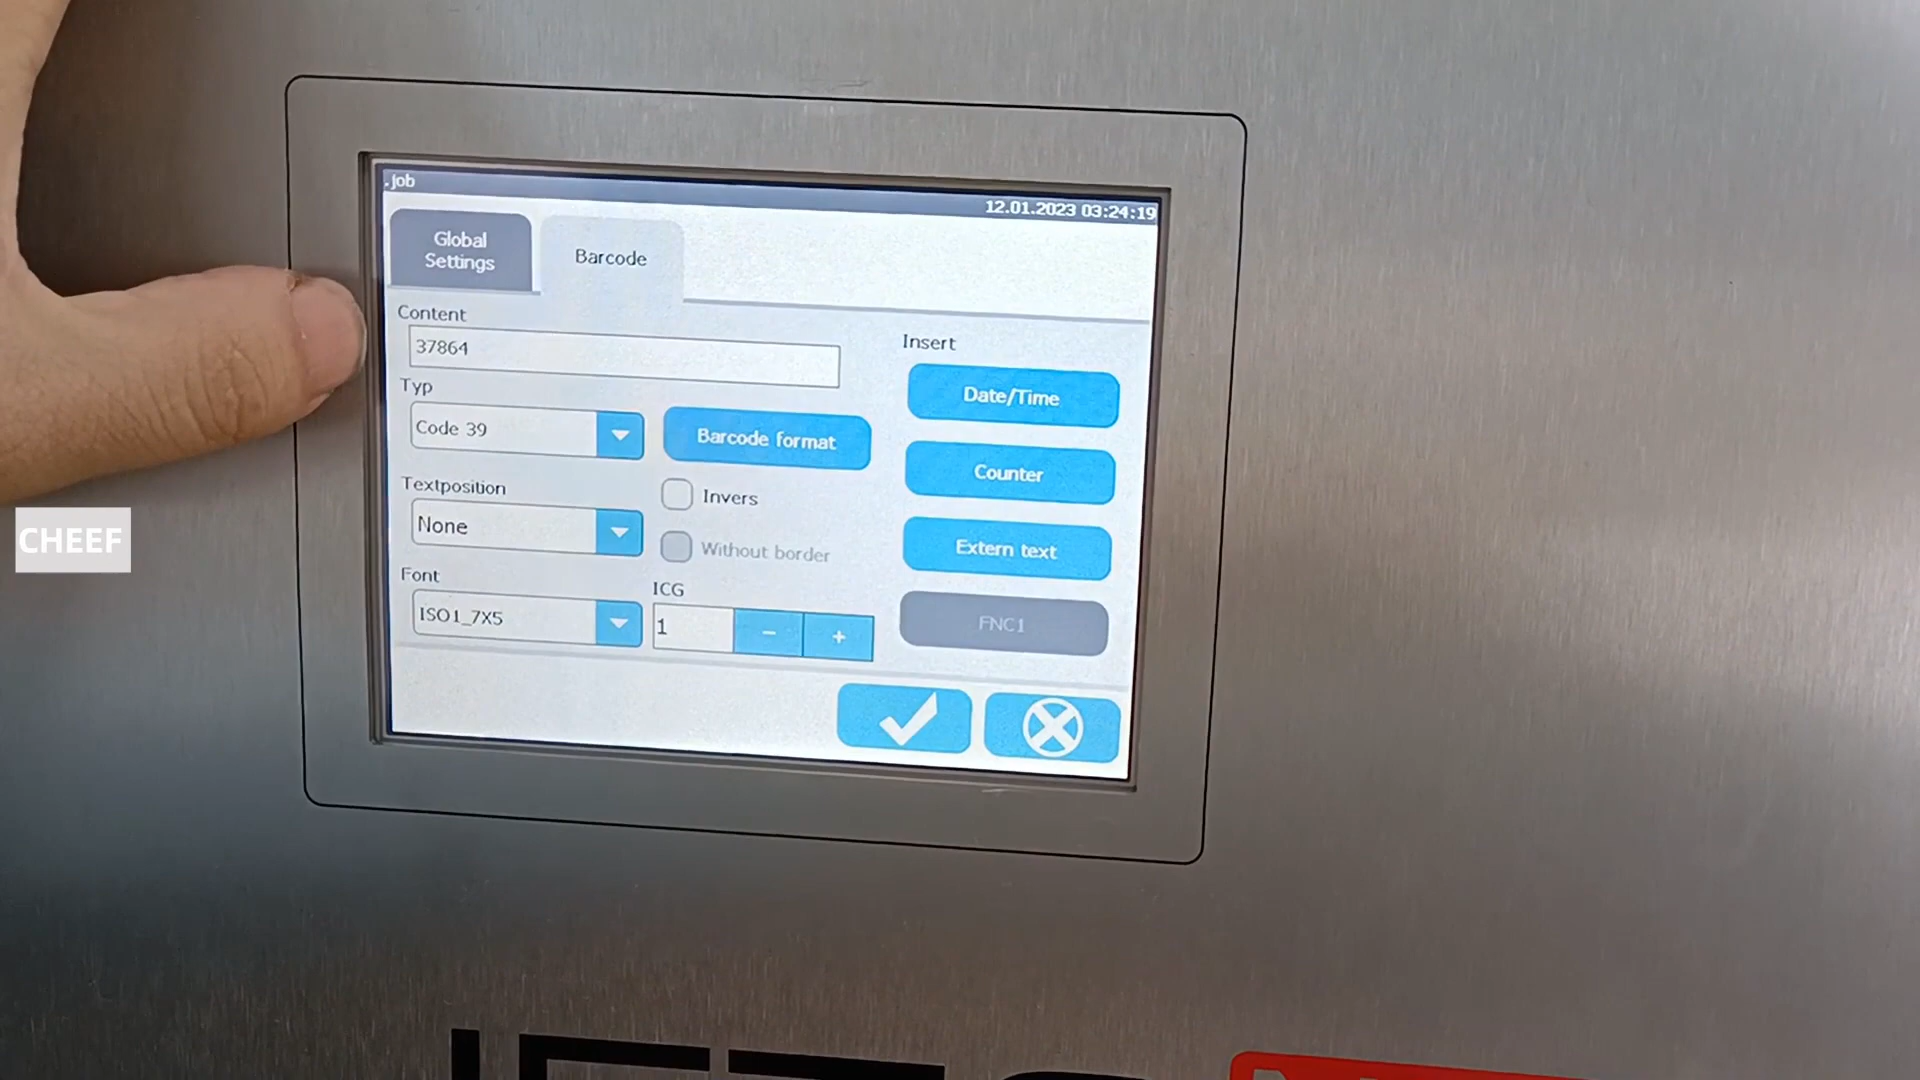 .job
12.01.2023 03:24:19
Global
Settings
Barcode
Content
37864
Typ
Code 39
Barcode format
Textposition
None
Invers
Without border
Font
ISO1_7X5
ICG
1
- +
Insert
Date/Time
Counter
Extern text
FNC1
CHEEF